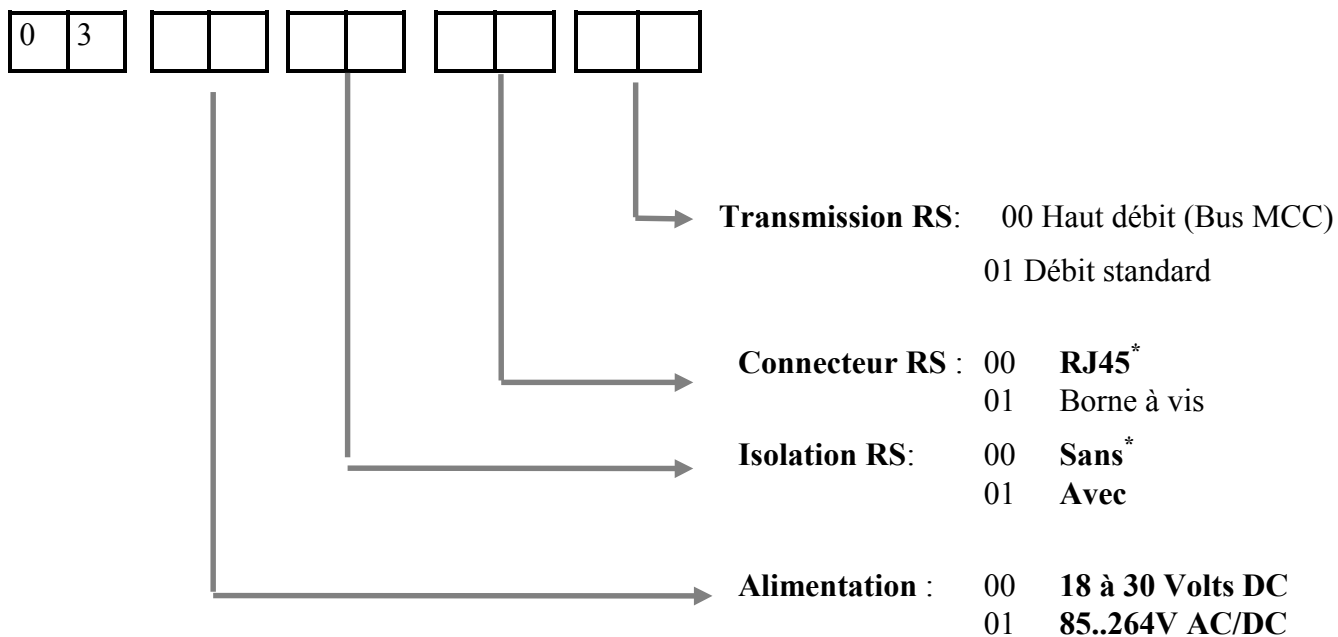 0 3
Transmission RS: 00 Haut débit (Bus MCC)
01 Débit standard
Connecteur RS : 00 RJ45*
01 Borne à vis
Isolation RS: 00 Sans*
01 Avec
Alimentation : 00 18 à 30 Volts DC
01 85..264V AC/DC